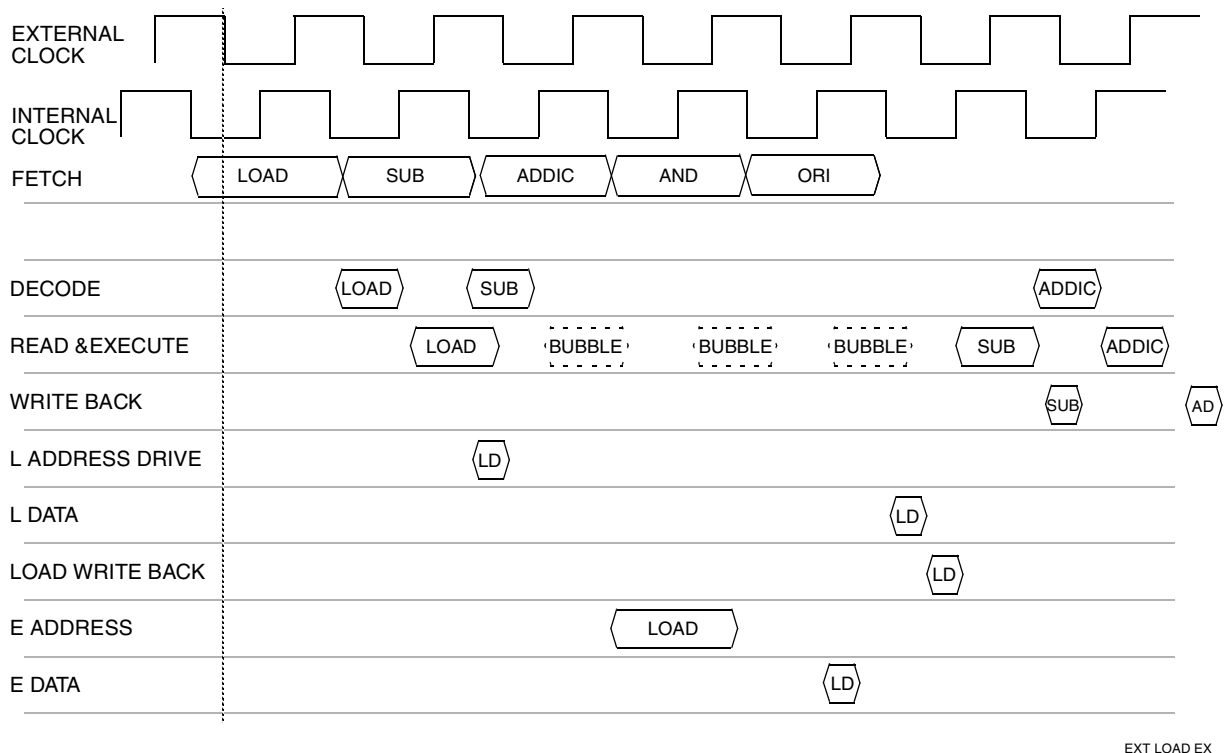 EXTERNAL
CLOCK
INTERNAL
CLOCK
FETCH LOAD SUB ADDIC AND ORI
DECODE LOAD SUB ADDIC
READ &EXECUTE LOAD BUBBLE BUBBLE BUBBLE SUB ADDIC
WRITE BACK SUB AD
L ADDRESS DRIVE LD
L DATA LD
LOAD WRITE BACK LD
E ADDRESS LOAD
E DATA LD
EXT LOAD EX